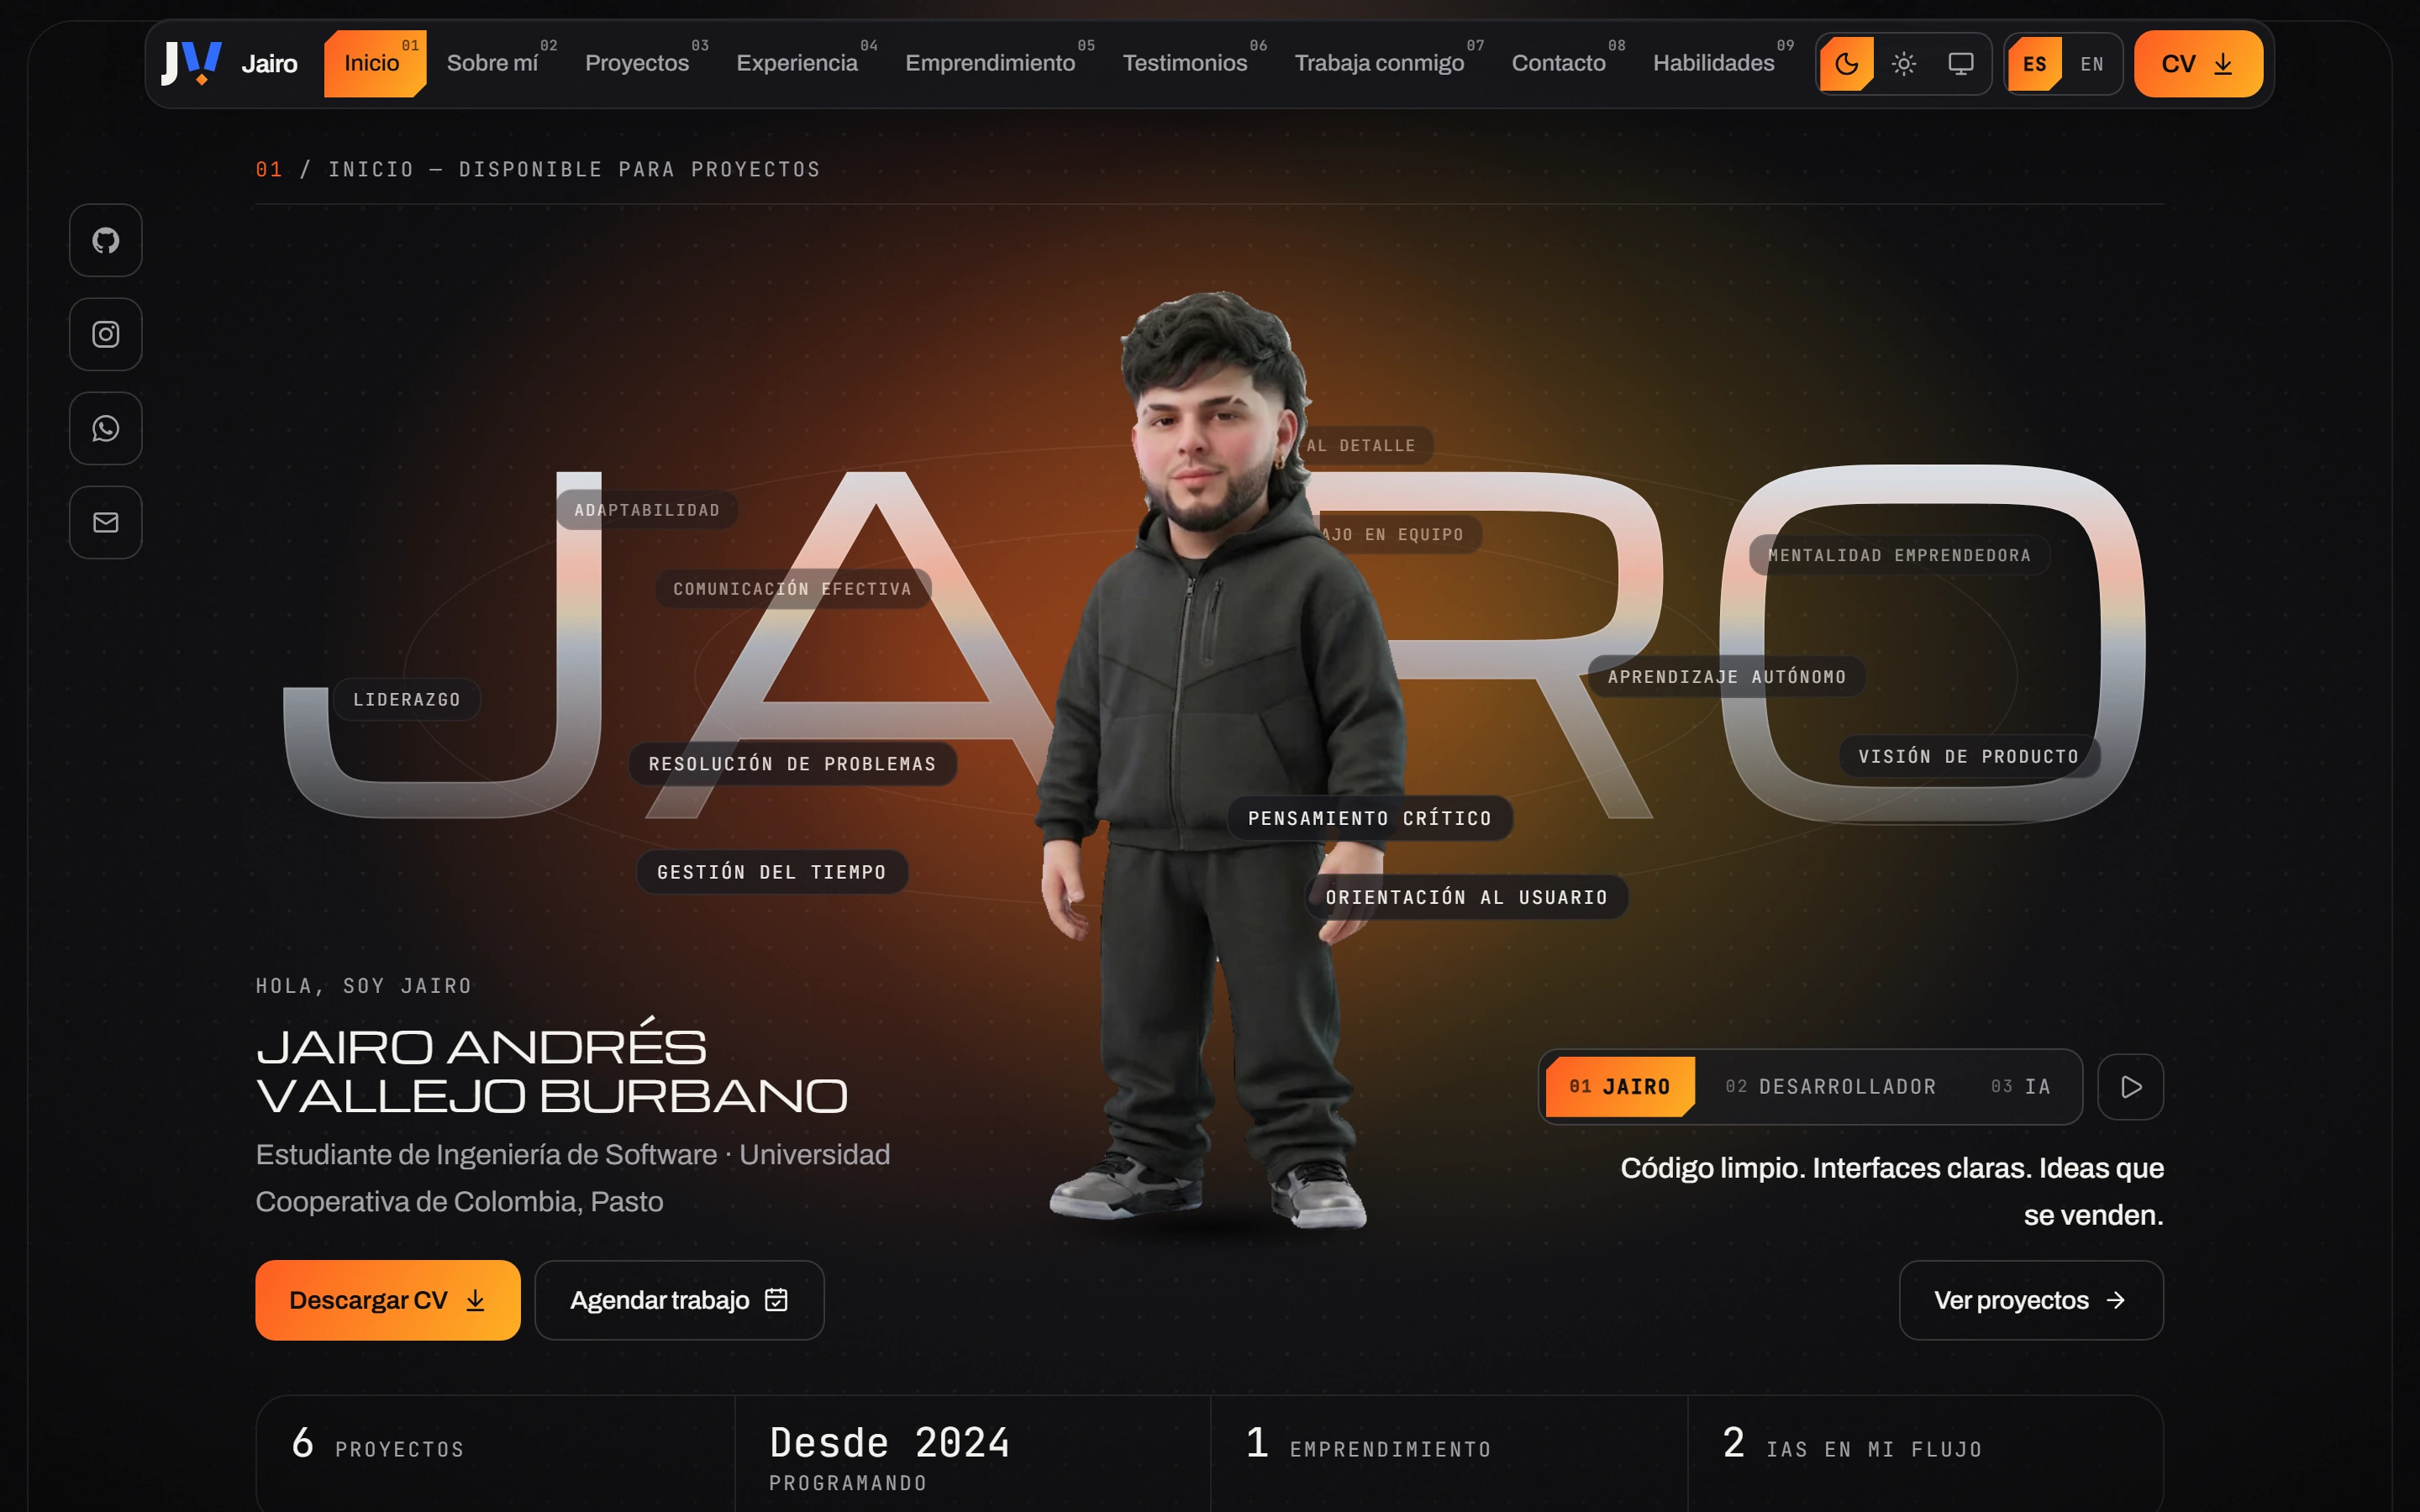 JV Jairo
Inicio 01
Sobre mí 02
Proyectos 03
Experiencia 04
Emprendimiento 05
Testimonios 06
Trabaja conmigo 07
Contacto 08
Habilidades 09
ES EN
CV
01 / INICIO — DISPONIBLE PARA PROYECTOS
AL DETALLE
JA RO
ADAPTABILIDAD
AJO EN EQUIPO
MENTALIDAD EMPRENDEDORA
COMUNICACIÓN EFECTIVA
APRENDIZAJE AUTÓNOMO
LIDERAZGO
RESOLUCIÓN DE PROBLEMAS
VISIÓN DE PRODUCTO
PENSAMIENTO CRÍTICO
GESTIÓN DEL TIEMPO
ORIENTACIÓN AL USUARIO
HOLA, SOY JAIRO
JAIRO ANDRÉS
VALLEJO BURBANO
Estudiante de Ingeniería de Software · Universidad
Cooperativa de Colombia, Pasto
Descargar CV
Agendar trabajo
01 JAIRO 02 DESARROLLADOR 03 IA
Código limpio. Interfaces claras. Ideas que
se venden.
Ver proyectos
6 PROYECTOS
Desde 2024
PROGRAMANDO
1 EMPRENDIMIENTO
2 IAS EN MI FLUJO